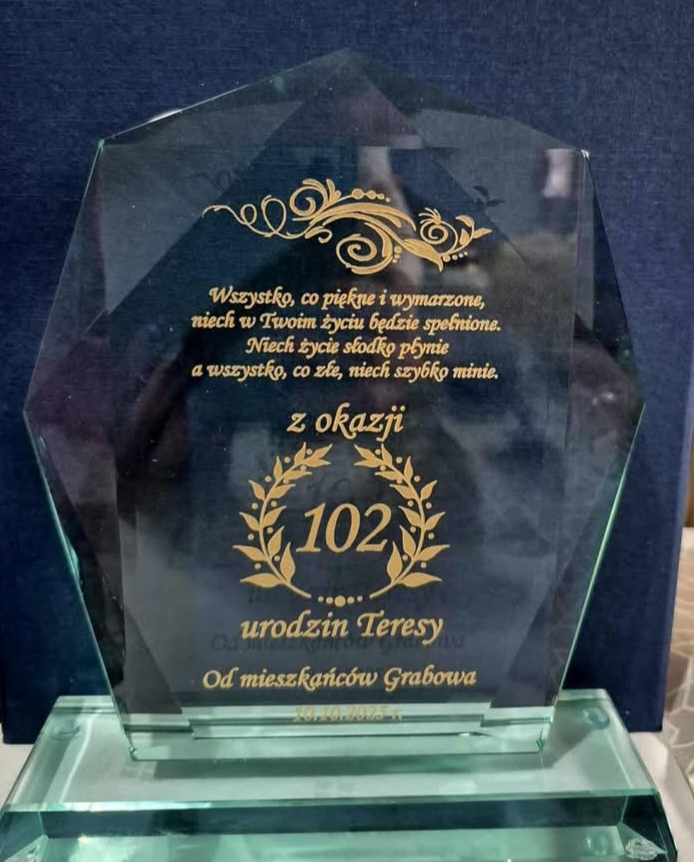 Wszystko, co piękne i wymarzone,
niech w Twoim życiu będzie spełnione.
Niech życie słodko płynie
a wszystko, co złe, niech szybko minie.
z okazji
102
urodzin Teresy
Od mieszkańców Grabowa